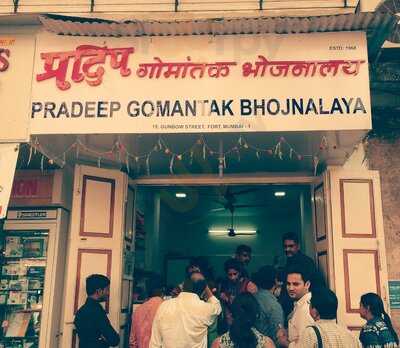 ESTD. 1968
प्रदिप गोमांतक भोजनालय
PRADEEP GOMANTAK BHOJNALAYA
15, GUNBOW STREET, FORT, MUMBAI - 1